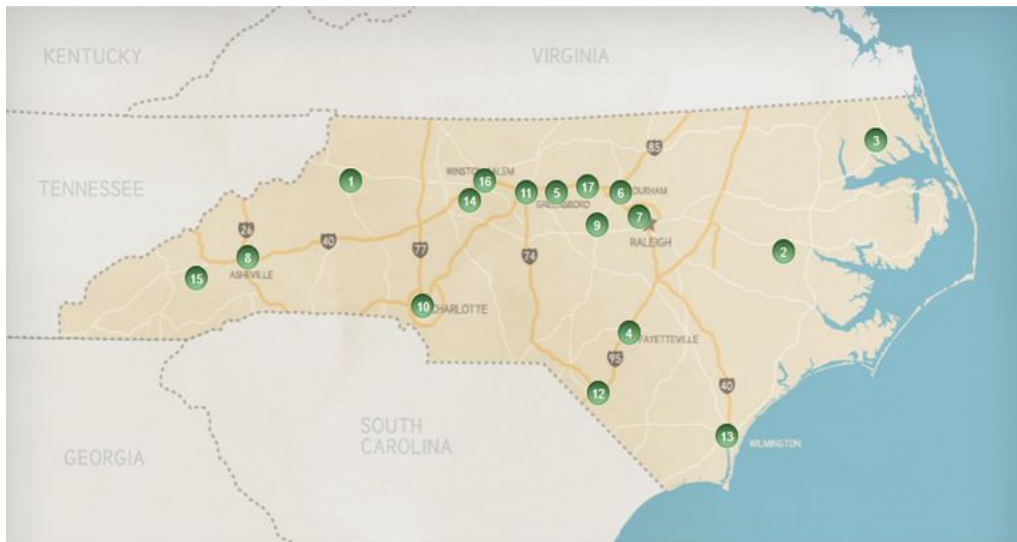 KENTUCKY
VIRGINIA
3
85
TENNESSEE
WINSTON-SALEM
1
16
14
11
5
17
6
DURHAM
GREENSBORO
9
7
RALEIGH
26
40
77
74
2
8
ASHEVILLE
15
10
CHARLOTTE
4
FAYETTEVILLE
95
40
12
13
WILMINGTON
SOUTH
CAROLINA
GEORGIA